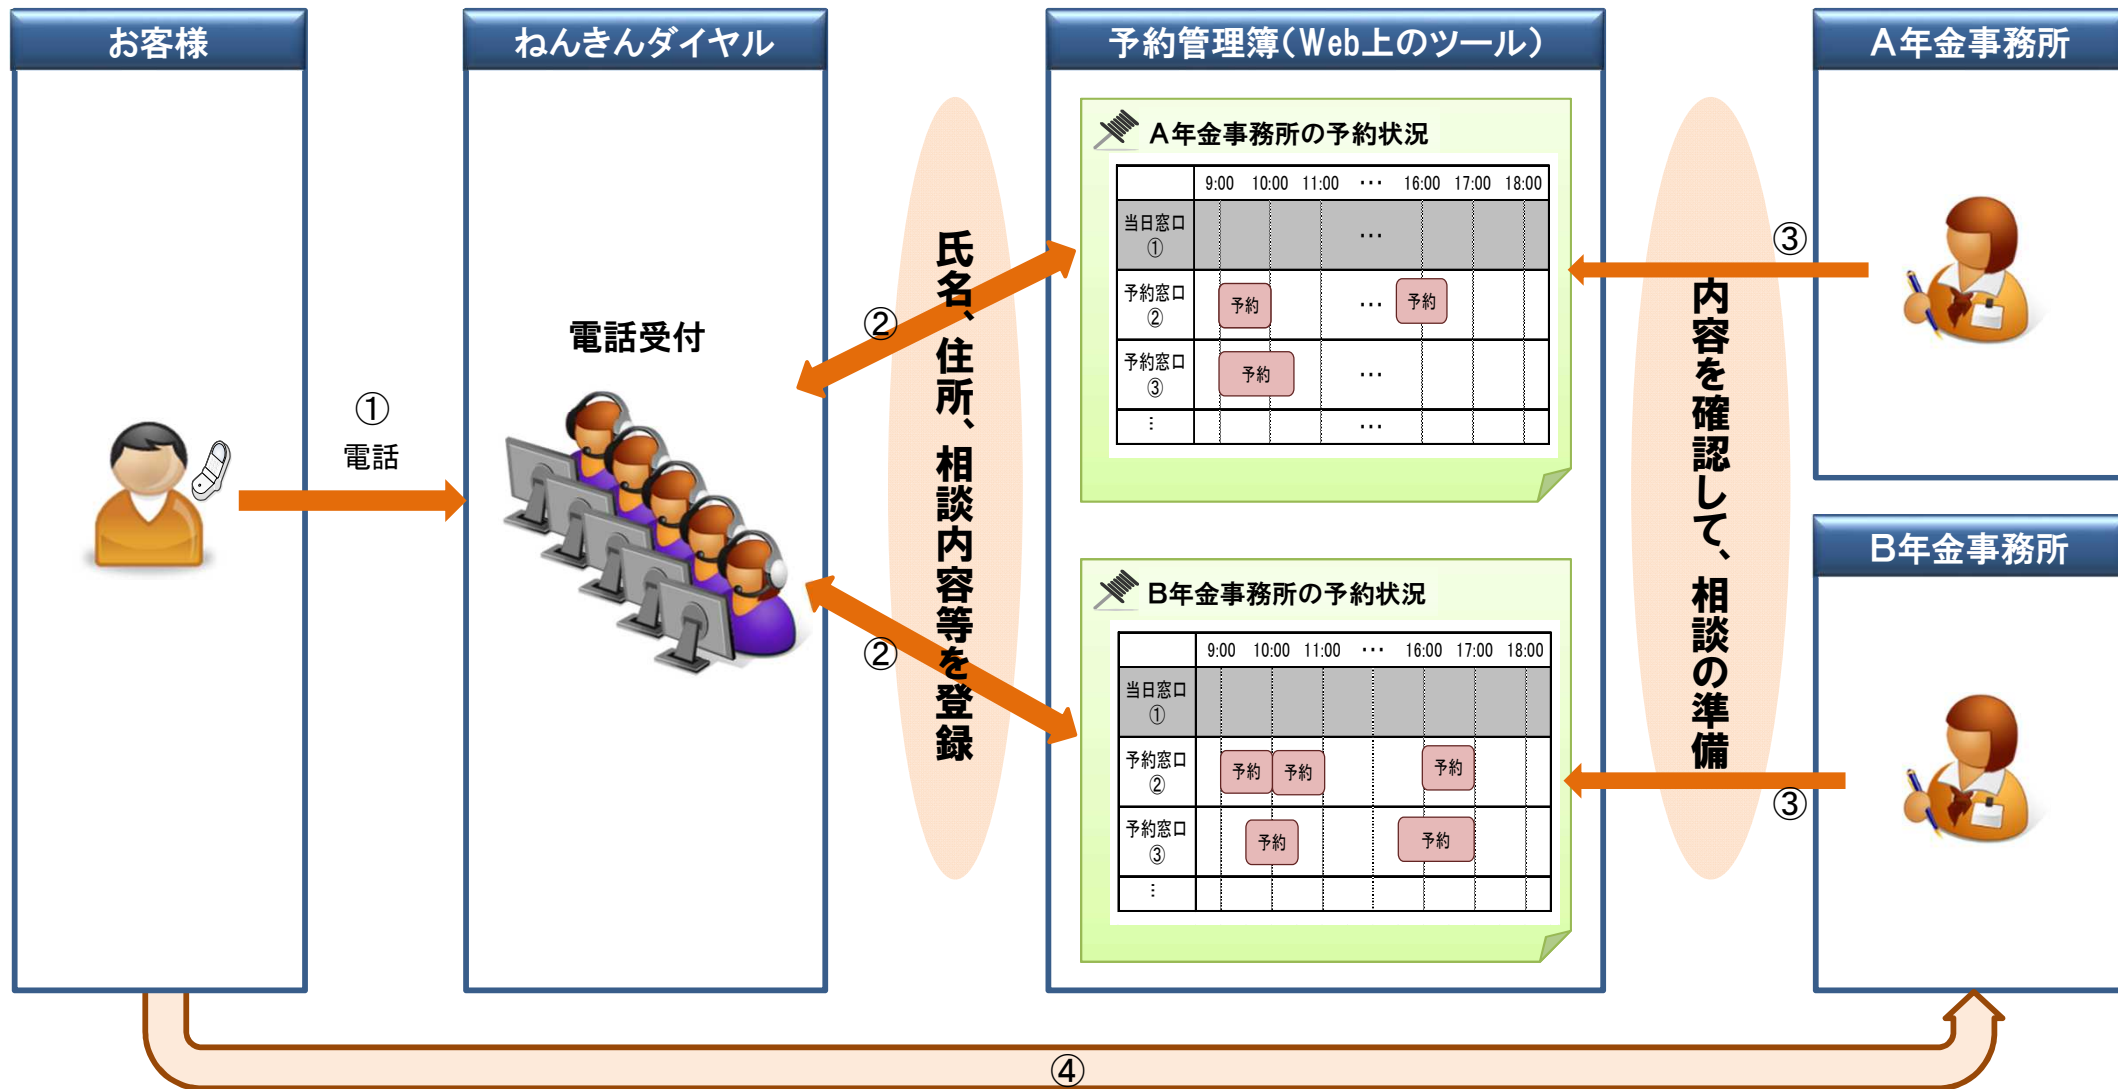 お客様
ねんきんダイヤル
予約管理簿(Web上のツール)
A年金事務所
①
電話
電話受付
②
②
氏名、住所、相談内容等を登録
A年金事務所の予約状況
9:00 10:00 11:00 … 16:00 17:00 18:00
当日窓口
①
…
予約窓口
②
予約 … 予約
予約窓口
③
予約 …
⋮ …
B年金事務所の予約状況
9:00 10:00 11:00 … 16:00 17:00 18:00
当日窓口
①
予約窓口
②
予約 予約 予約
予約窓口
③
予約 予約
⋮
③
内容を確認して、相談の準備
③
B年金事務所
④